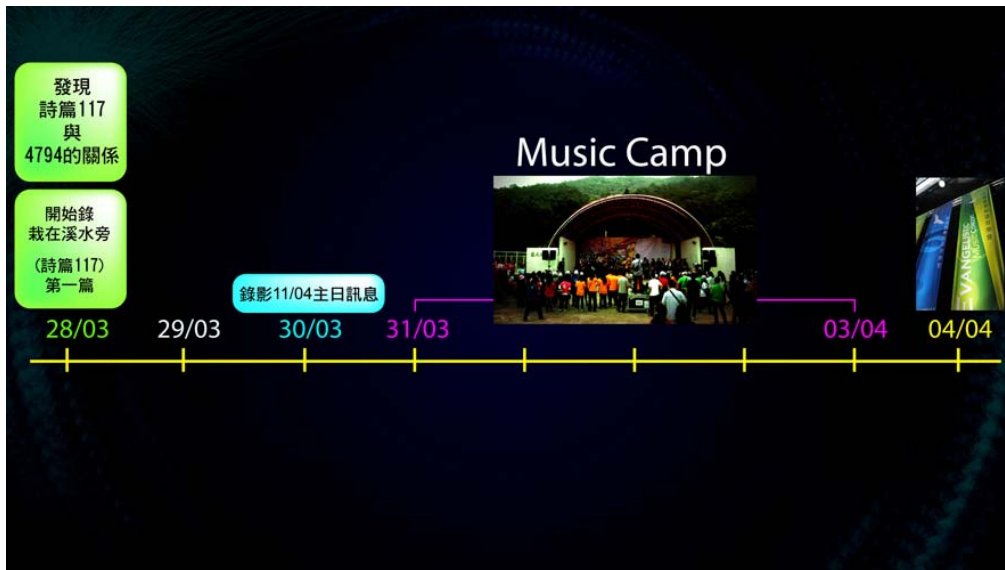 發現
詩篇117
與
4794的關係
開始錄
栽在溪水旁
(詩篇117)
第一篇
錄影11/04主日訊息
Music Camp
28/03
29/03
30/03
31/03
03/04
04/04
EVANGELISTIC